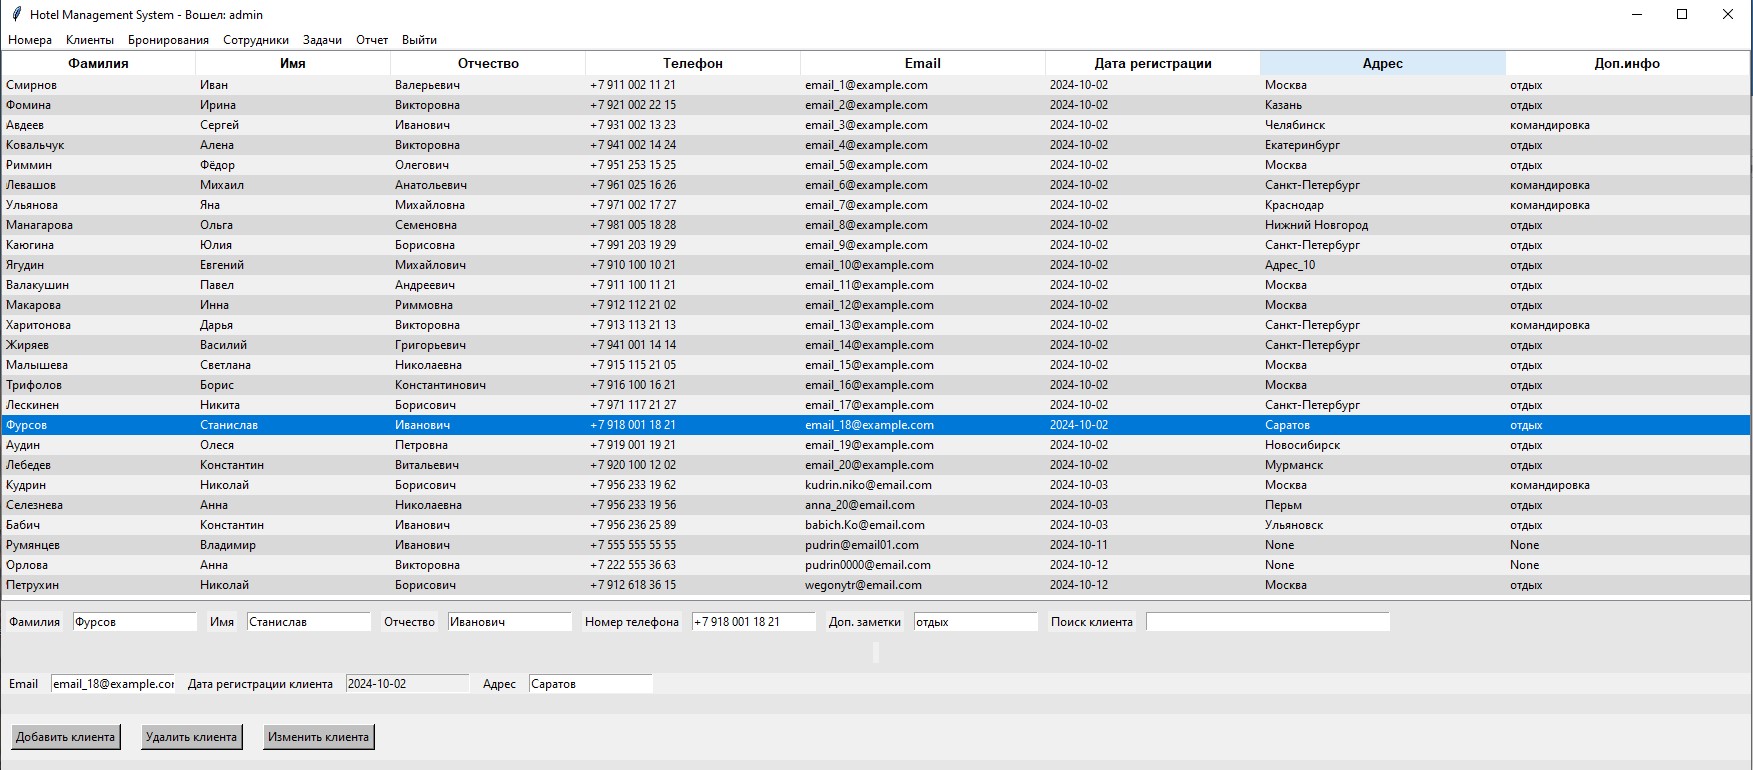 Hotel Management System - Вошел: admin
Номера Клиенты Бронирования Сотрудники Задачи Отчет Выйти
Фамилия Имя Отчество Телефон Email Дата регистрации Адрес Доп.инфо
Смирнов Иван Валерьевич +7 911 002 11 21 email_1@example.com 2024-10-02 Москва отдых
Фомина Ирина Викторовна +7 921 002 22 15 email_2@example.com 2024-10-02 Казань отдых
Авдеев Сергей Иванович +7 931 002 13 23 email_3@example.com 2024-10-02 Челябинск командировка
Ковальчук Алена Викторовна +7 941 002 14 24 email_4@example.com 2024-10-02 Екатеринбург отдых
Риммин Фёдор Олегович +7 951 253 15 25 email_5@example.com 2024-10-02 Москва отдых
Левашов Михаил Анатольевич +7 961 025 16 26 email_6@example.com 2024-10-02 Санкт-Петербург командировка
Ульянова Яна Михайловна +7 971 002 17 27 email_7@example.com 2024-10-02 Краснодар командировка
Манагарова Ольга Семеновна +7 981 005 18 28 email_8@example.com 2024-10-02 Нижний Новгород отдых
Каюгина Юлия Борисовна +7 991 203 19 29 email_9@example.com 2024-10-02 Санкт-Петербург отдых
Ягудин Евгений Михайлович +7 910 100 10 21 email_10@example.com 2024-10-02 Адрес_10 отдых
Валакушин Павел Андреевич +7 911 100 11 21 email_11@example.com 2024-10-02 Москва отдых
Макарова Инна Риммовна +7 912 112 21 02 email_12@example.com 2024-10-02 Москва отдых
Харитонова Дарья Викторовна +7 913 113 21 13 email_13@example.com 2024-10-02 Санкт-Петербург командировка
Жиряев Василий Григорьевич +7 941 001 14 14 email_14@example.com 2024-10-02 Санкт-Петербург отдых
Малышева Светлана Николаевна +7 915 115 21 05 email_15@example.com 2024-10-02 Москва отдых
Трифолов Борис Константинович +7 916 100 16 21 email_16@example.com 2024-10-02 Москва отдых
Лескинен Никита Борисович +7 971 117 21 27 email_17@example.com 2024-10-02 Санкт-Петербург отдых
Фурсов Станислав Иванович +7 918 001 18 21 email_18@example.com 2024-10-02 Саратов отдых
Аудин Олеся Петровна +7 919 001 19 21 email_19@example.com 2024-10-02 Новосибирск отдых
Лебедев Константин Витальевич +7 920 100 12 02 email_20@example.com 2024-10-02 Мурманск отдых
Кудрин Николай Борисович +7 956 233 19 62 kudrin.niko@email.com 2024-10-03 Москва командировка
Селезнева Анна Николаевна +7 956 233 19 56 anna_20@email.com 2024-10-03 Перьм отдых
Бабич Константин Иванович +7 956 236 25 89 babich.Ko@email.com 2024-10-03 Ульяновск отдых
Румянцев Владимир Иванович +7 555 555 55 55 pudrin@email01.com 2024-10-11 None None
Орлова Анна Викторовна +7 222 555 36 63 pudrin0000@email.com 2024-10-12 None None
Петрухин Николай Борисович +7 912 618 36 15 wegonytr@email.com 2024-10-12 Москва отдых
Фамилия Фурсов Имя Станислав Отчество Иванович Номер телефона +7 918 001 18 21 Доп. заметки отдых Поиск клиента
Email email_18@example.cor Дата регистрации клиента 2024-10-02 Адрес Саратов
Добавить клиента Удалить клиента Изменить клиента